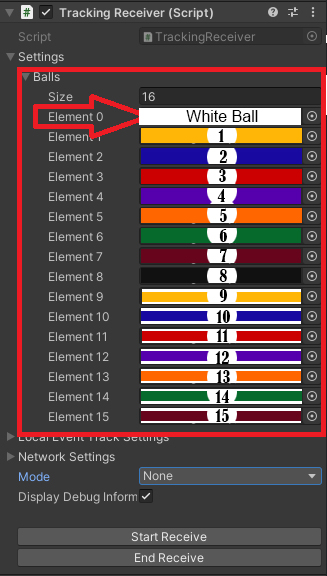 Tracking Receiver (Script)
Script TrackingReceiver
Settings
Balls
Size 16
Element 0 White Ball
Element 1 1
Element 2 2
Element 3 3
Element 4 4
Element 5 5
Element 6 6
Element 7 7
Element 8 8
Element 9 9
Element 10 10
Element 11 11
Element 12 12
Element 13 13
Element 14 14
Element 15 15
Local Event Track Settings
Network Settings
Mode None
Display Debug Inform
Start Receive
End Receive